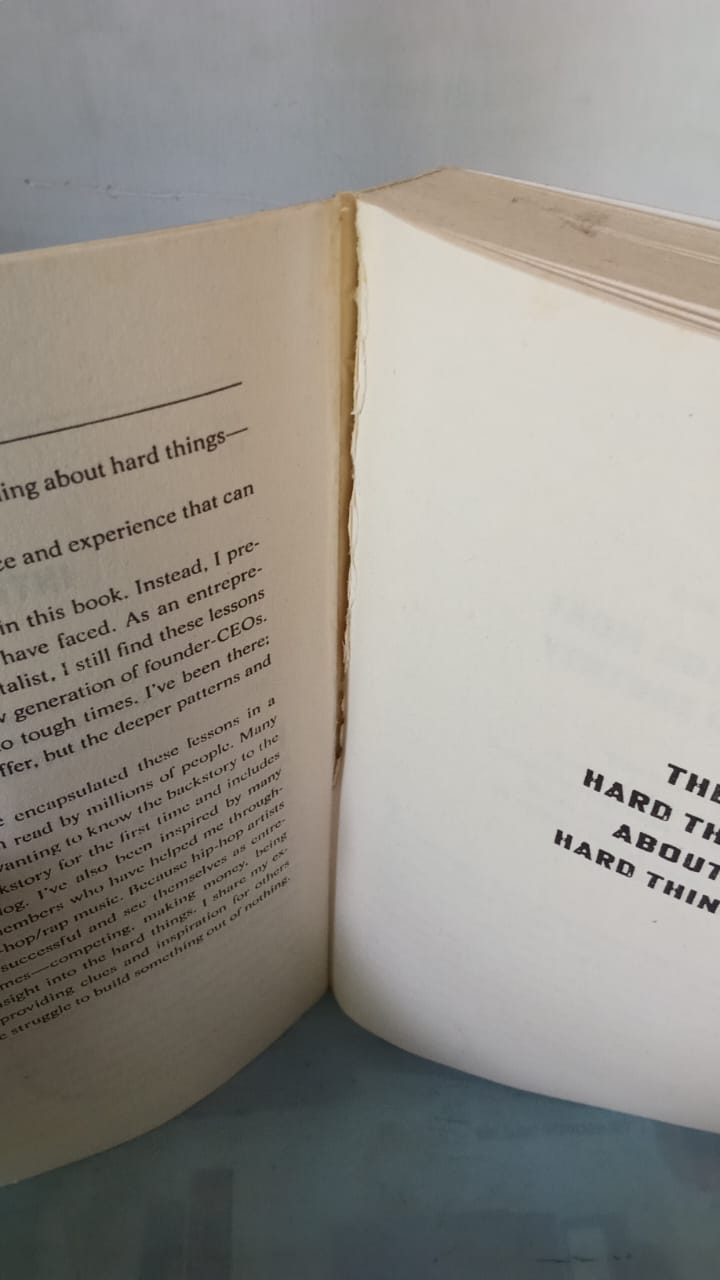 ing about hard things—
and experience that can
in this book. Instead, I pre-
have faced. As an entrepre-
talist, I still find these lessons
generation of founder-CEOs.
o tough times. I've been there;
ffer, but the deeper patterns and
encapsulated these lessons in a
read by millions of people. Many
anting to know the backstory to the
kstory for the first time and includes
log. I've also been inspired by many
embers who have helped me through-
-hop/rap music. Because hip-hop artists
successful and see themselves as entre-
mes—competing, making money, being
nsight into the hard things. I share my ex-
providing clues and inspiration for others
struggle to build something out of nothing.
THE
HARD TH
ABOUT
HARD THIN